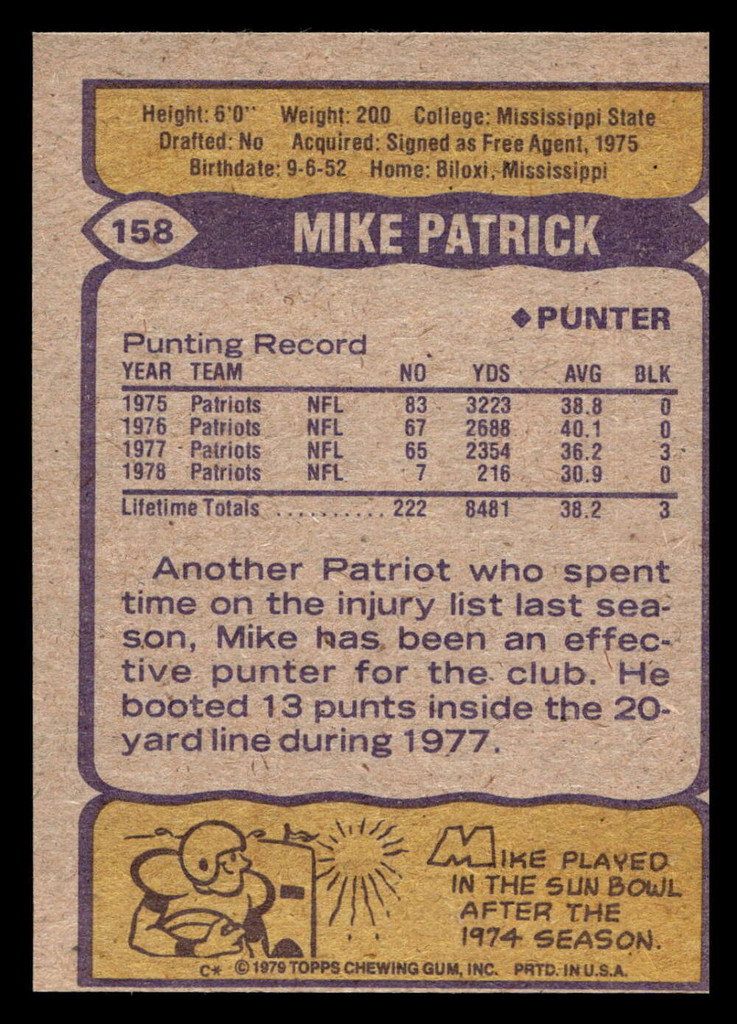 Height: 6'0" Weight: 200 College: Mississippi State
Drafted: No Acquired: Signed as Free Agent, 1975
Birthdate: 9-6-52 Home: Biloxi, Mississippi
158 MIKE PATRICK
◆PUNTER
Punting Record
YEAR TEAM NO YDS AVG BLK
1975 Patriots NFL 83 3223 38.8 0
1976 Patriots NFL 67 2688 40.1 0
1977 Patriots NFL 65 2354 36.2 3
1978 Patriots NFL 7 216 30.9 0
Lifetime Totals .......... 222 8481 38.2 3
Another Patriot who spent
time on the injury list last sea-
son, Mike has been an effec-
tive punter for the club. He
booted 13 punts inside the 20-
yard line during 1977.
MIKE PLAYED
IN THE SUN BOWL
AFTER THE
1974 SEASON.
C* © 1979 TOPPS CHEWING GUM, INC. PRTD. IN U.S.A.